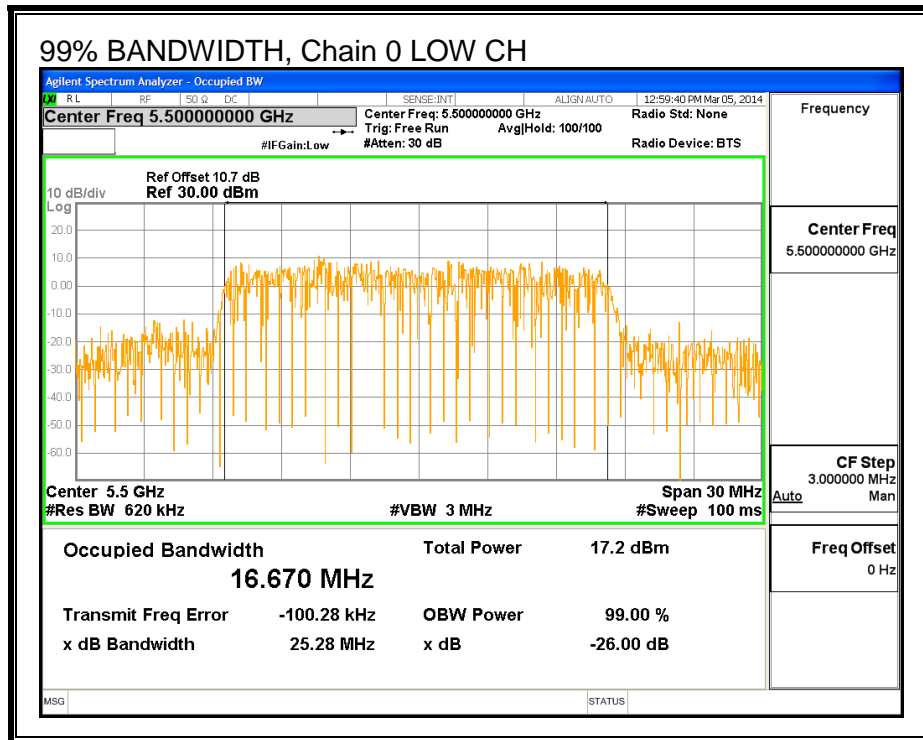 99% BANDWIDTH, Chain 0 LOW CH
Agilent Spectrum Analyzer - Occupied BW
LXI RL RF 50 Ω DC SENSE:INT ALIGN AUTO 12:59:40 PM Mar 05, 2014
Center Freq 5.500000000 GHz
Center Freq: 5.500000000 GHz Radio Std: None
Trig: Free Run Avg|Hold: 100/100
#IFGain:Low #Atten: 30 dB Radio Device: BTS
Frequency
Ref Offset 10.7 dB
10 dB/div Ref 30.00 dBm
Log
20.0
10.0
0.00
-10.0
-20.0
-30.0
-40.0
-50.0
-60.0
Center 5.5 GHz Span 30 MHz
#Res BW 620 kHz #VBW 3 MHz #Sweep 100 ms
Center Freq
5.500000000 GHz
CF Step
3.000000 MHz
Auto Man
Freq Offset
0 Hz
Occupied Bandwidth Total Power 17.2 dBm
16.670 MHz
Transmit Freq Error -100.28 kHz OBW Power 99.00 %
x dB Bandwidth 25.28 MHz x dB -26.00 dB
MSG STATUS